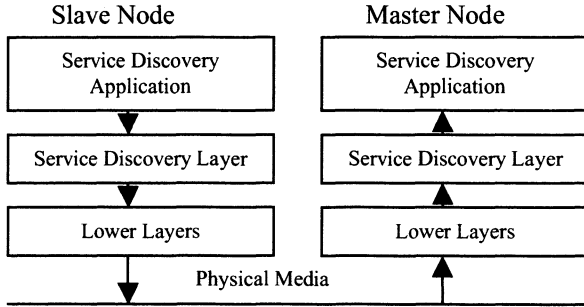 Slave Node
Master Node
Service Discovery
Application
Service Discovery
Application
Service Discovery Layer
Service Discovery Layer
Lower Layers
Lower Layers
Physical Media